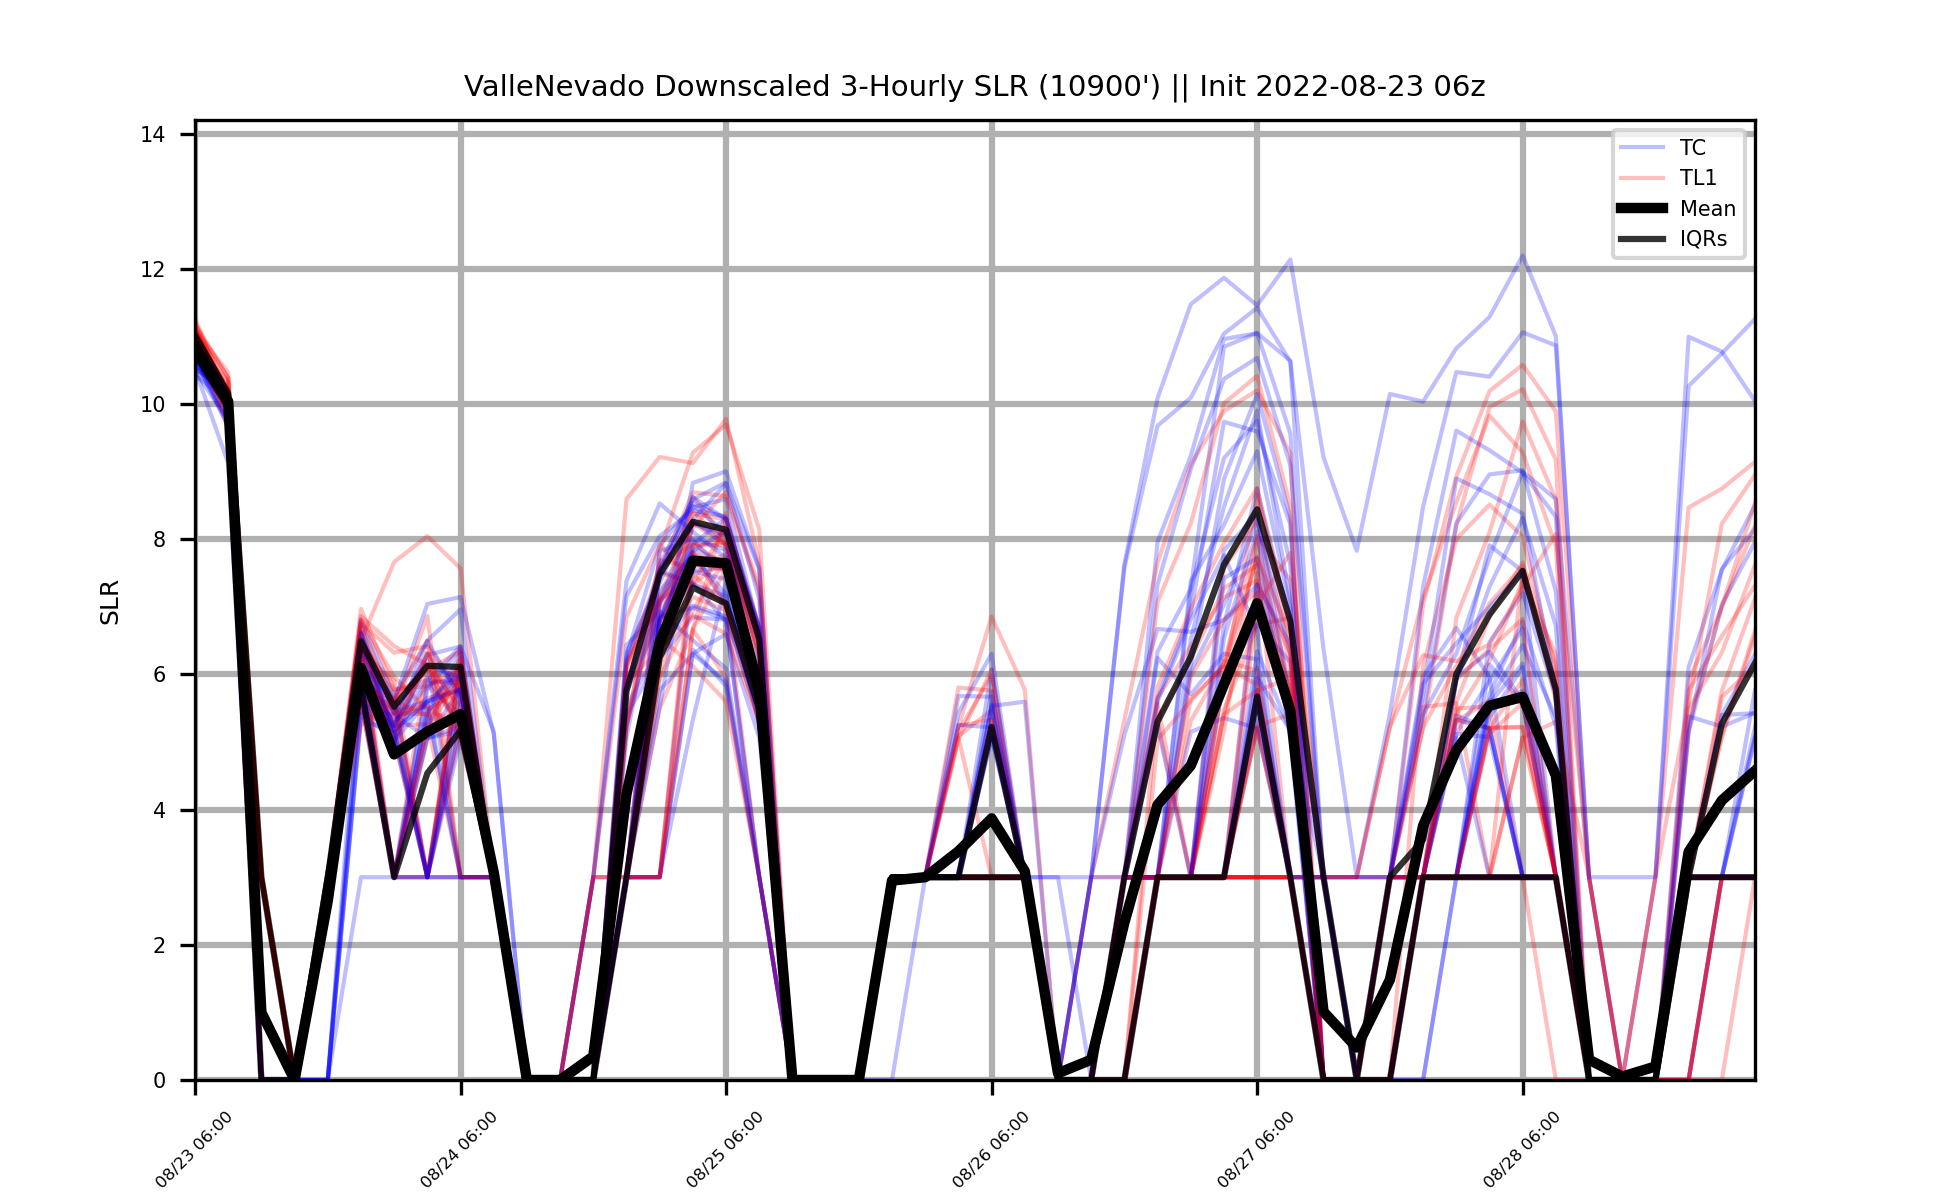 ValleNevado Downscaled 3-Hourly SLR (10900') || Init 2022-08-23 06z
TC
TL1
Mean
IQRs
SLR
14
12
10
8
6
4
2
0
08/23 06:00
08/24 06:00
08/25 06:00
08/26 06:00
08/27 06:00
08/28 06:00